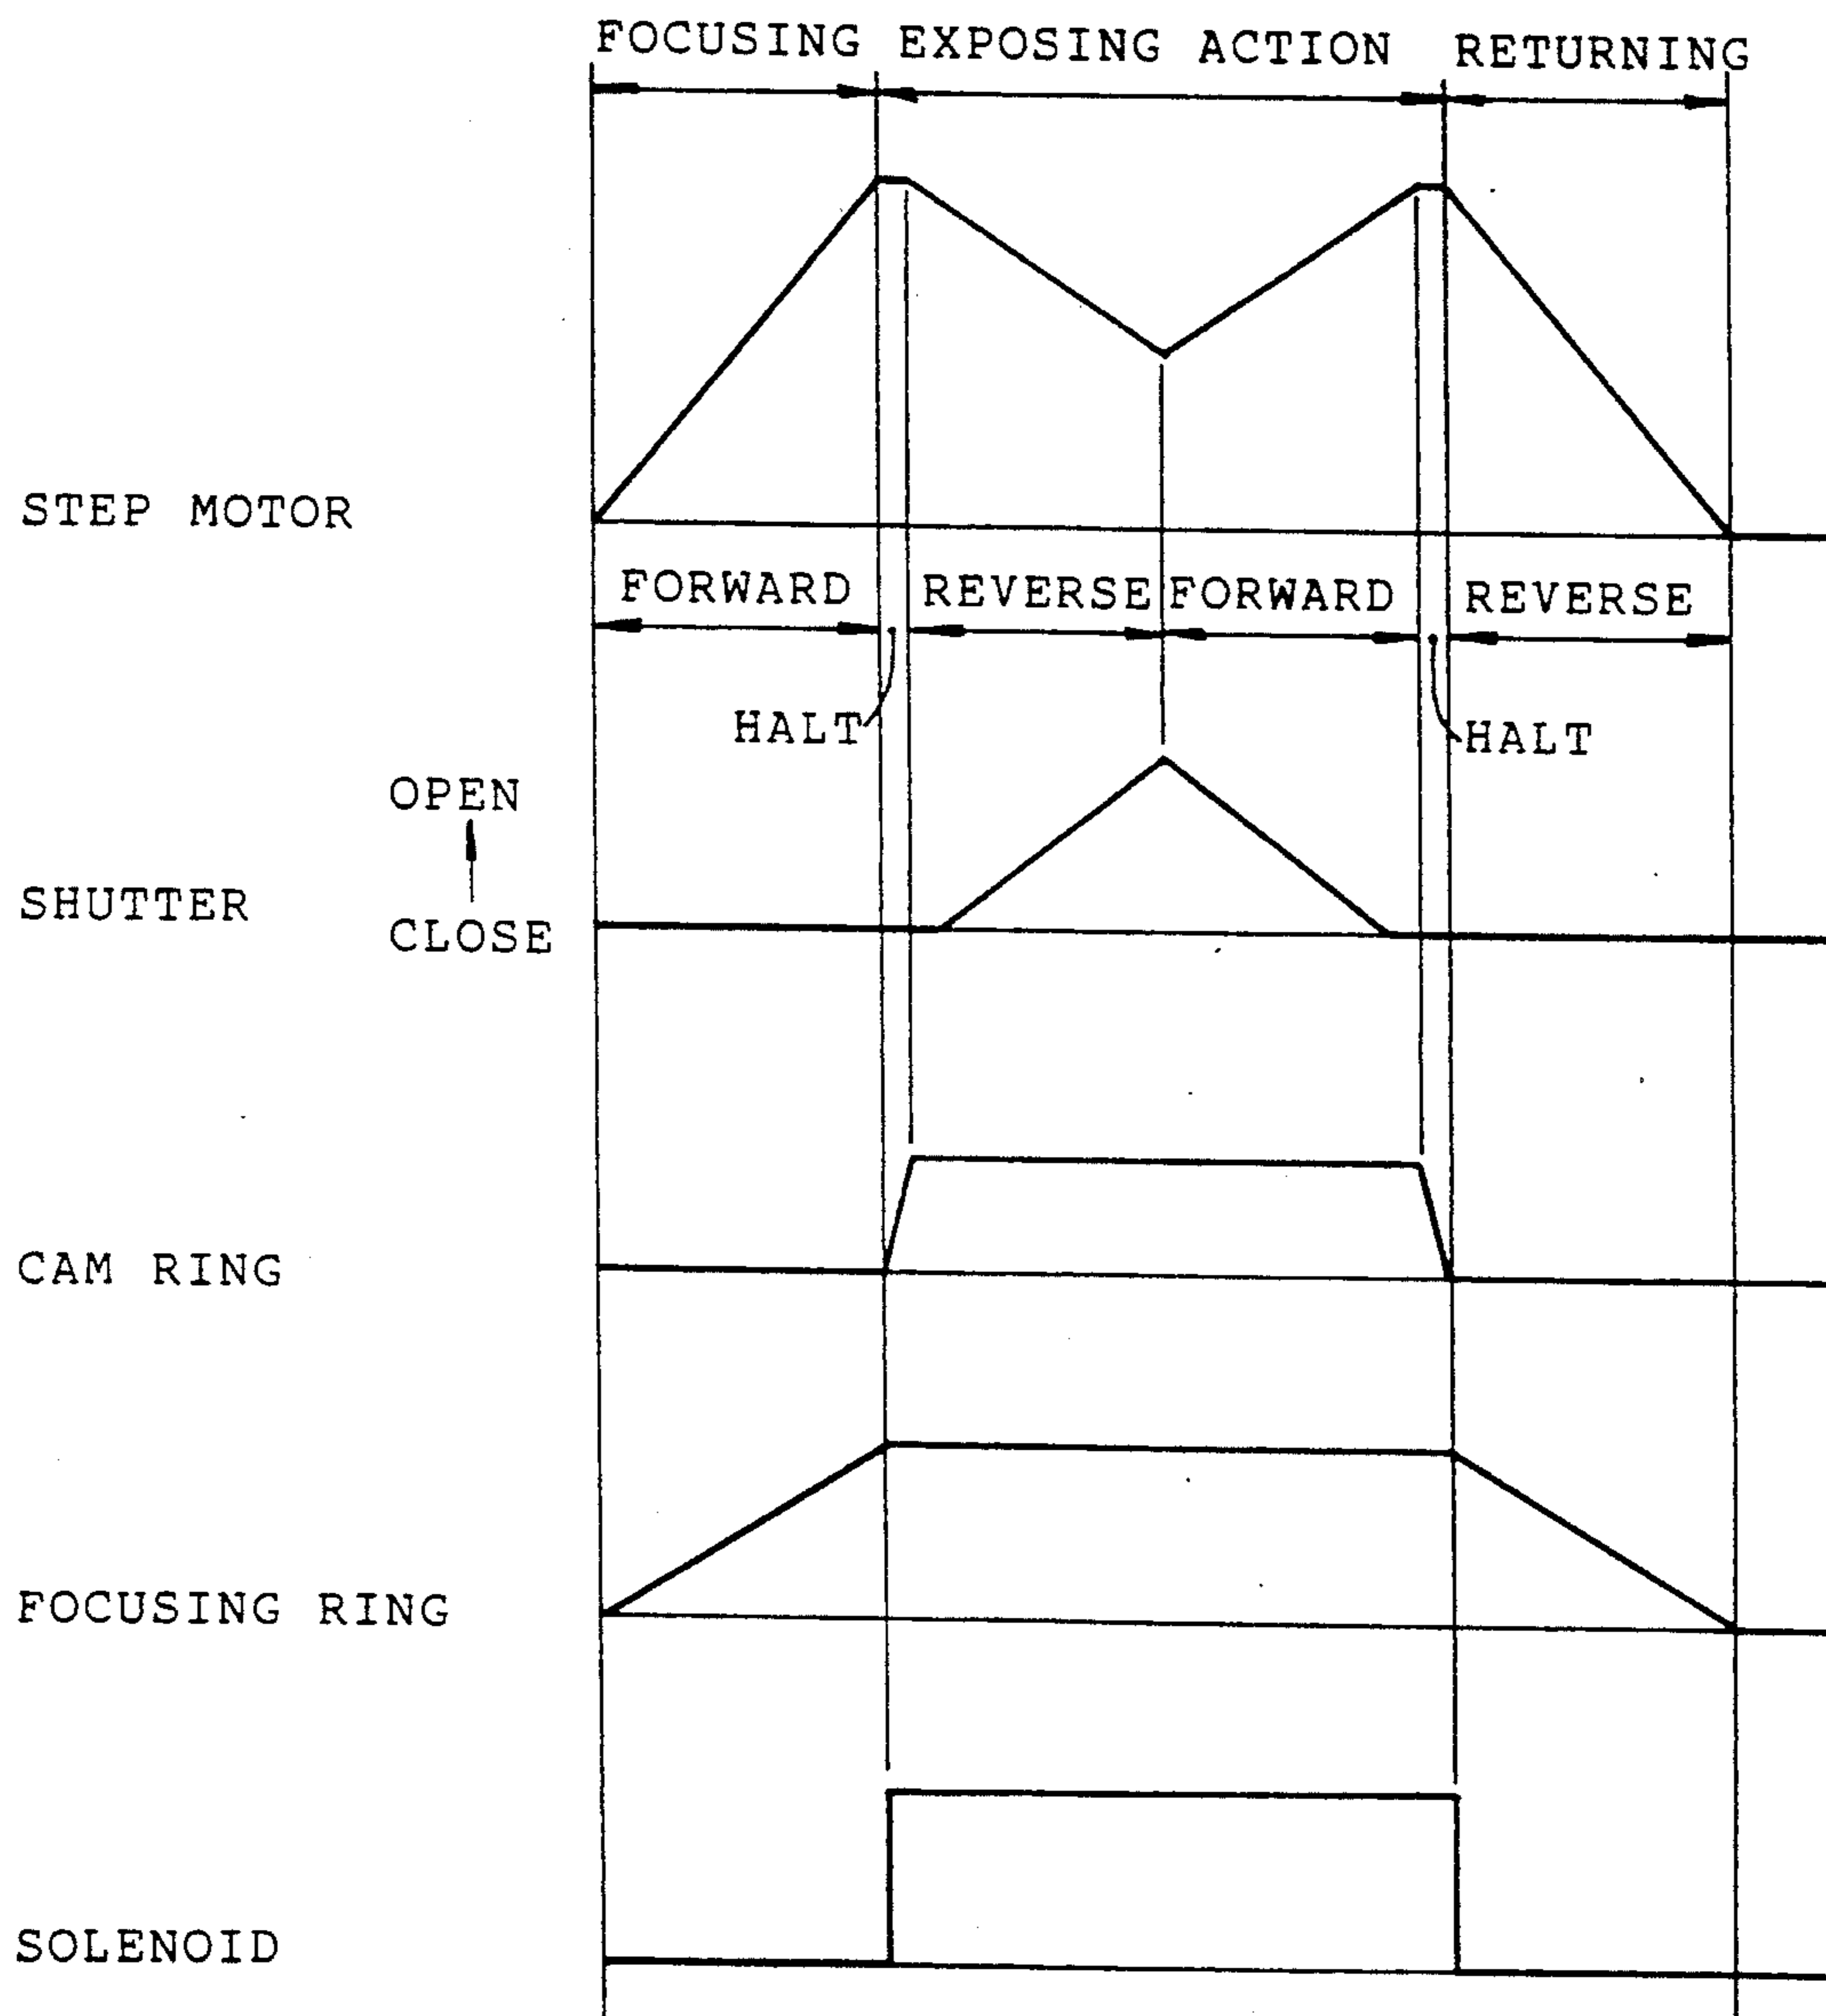 FOCUSING EXPOSING ACTION RETURNING
STEP MOTOR
FORWARD REVERSE FORWARD REVERSE
HALT HALT
OPEN
SHUTTER
CLOSE
CAM RING
FOCUSING RING
SOLENOID